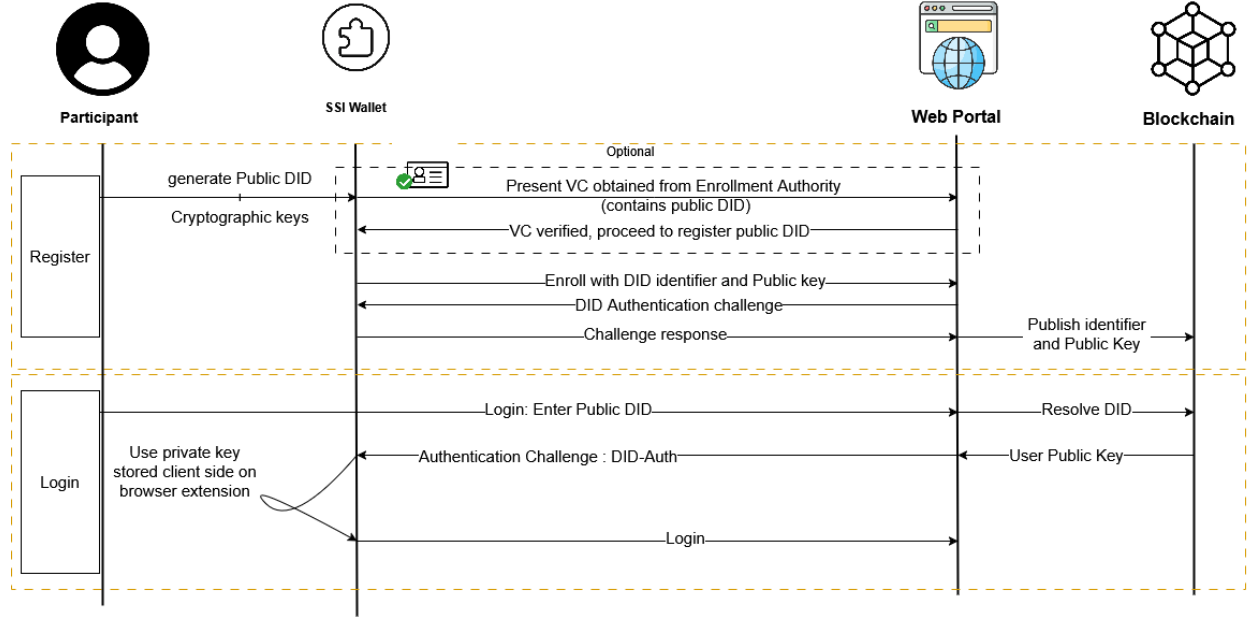 Participant
SSI Wallet
Web Portal
Blockchain
Optional
Register
generate Public DID
Cryptographic keys
Present VC obtained from Enrollment Authority
(contains public DID)
VC verified, proceed to register public DID
Enroll with DID identifier and Public key
DID Authentication challenge
Challenge response
Publish identifier
and Public Key
Login
Login: Enter Public DID
Resolve DID
Use private key
stored client side on
browser extension
Authentication Challenge : DID-Auth
User Public Key
Login